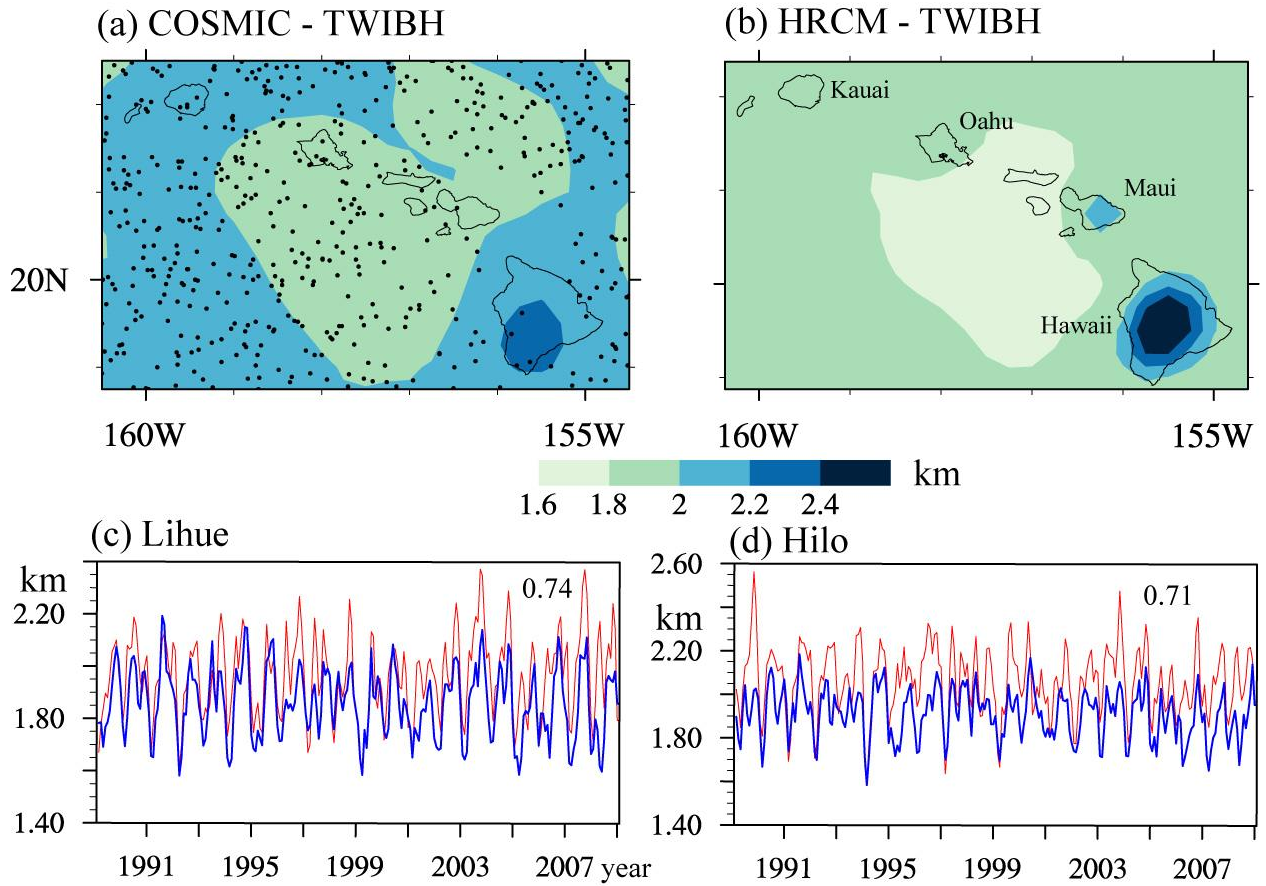 (a) COSMIC - TWIBH
(b) HRCM - TWIBH
Kauai
Oahu
Maui
Hawaii
20N
160W 155W
160W 155W
1.6 1.8 2 2.2 2.4 km
(c) Lihue
km
2.20
1.80
1.40
0.74
1991 1995 1999 2003 2007 year
(d) Hilo
2.60
km
2.20
1.80
1.40
0.71
1991 1995 1999 2003 2007